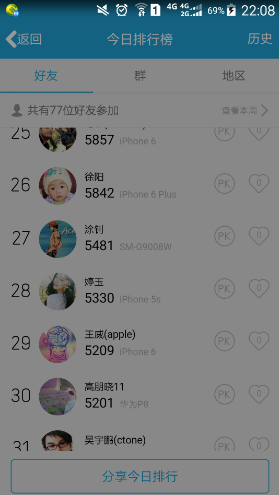 1 4G 4G 2G 69% 22:08
返回 今日排行榜 历史
好友 群 地区
共有77位好友参加 查看本周
25 5857 iPhone 6 PK 0
徐阳
26 5842 iPhone 6 Plus PK 0
涂钊
27 5481 SM-G9008W PK 0
婷玉
28 5330 iPhone 5s PK 0
王威(apple)
29 5209 iPhone 6 PK 0
高朋晓11
30 5201 华为P8 PK 0
31 吴宇鹏(ctone)
分享今日排行